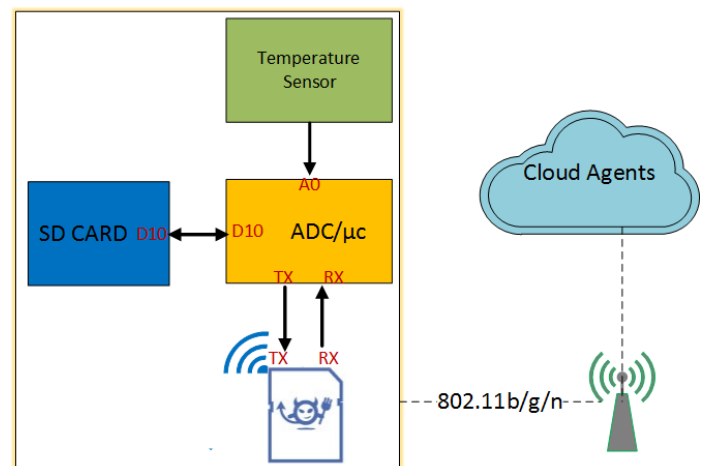 Temperature
Sensor
A0
SD CARD D10
D10 ADC/μc
TX RX
TX RX
Cloud Agents
802.11b/g/n